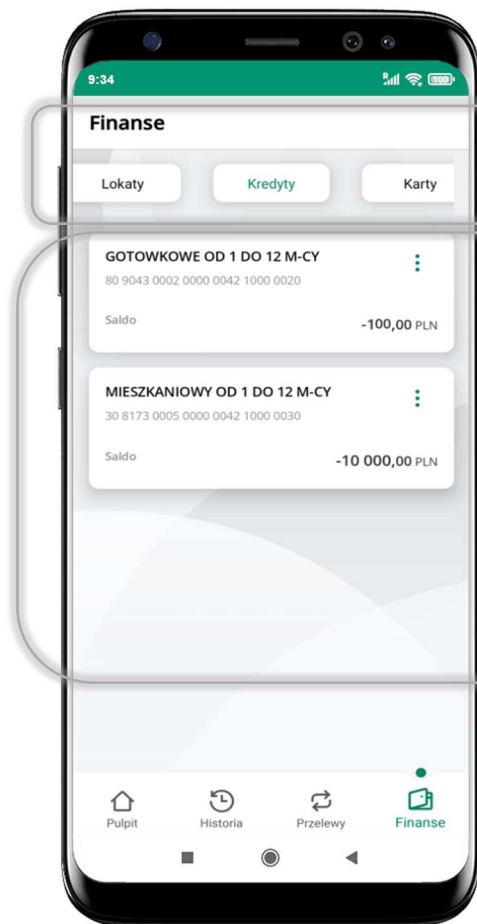 9:34
Finanse
Lokaty Kredyty Karty
GOTOWKOWE OD 1 DO 12 M-CY
80 9043 0002 0000 0042 1000 0020
Saldo -100,00 PLN
MIESZKANIOWY OD 1 DO 12 M-CY
30 8173 0005 0000 0042 1000 0030
Saldo -10 000,00 PLN
Pulpit Historia Przelewy Finanse